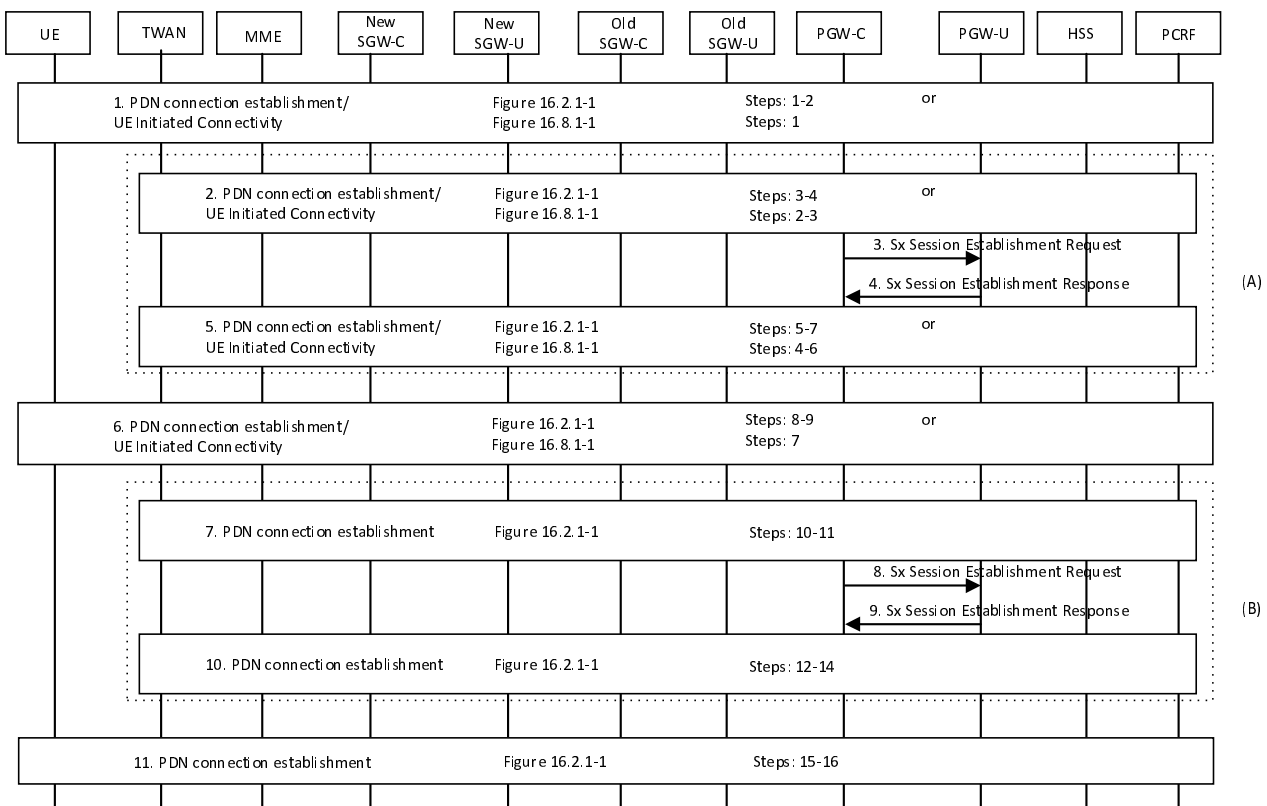 UE
TWAN
MME
New
SGW-C
New
SGW-U
Old
SGW-C
Old
SGW-U
PGW-C
PGW-U
HSS
PCRF
1. PDN connection establishment/ Figure 16.2.1-1 Steps: 1-2 or
UE Initiated Connectivity Figure 16.8.1-1 Steps: 1
2. PDN connection establishment/ Figure 16.2.1-1 Steps: 3-4 or
UE Initiated Connectivity Figure 16.8.1-1 Steps: 2-3
3. Sx Session Establishment Request
4. Sx Session Establishment Response
(A)
5. PDN connection establishment/ Figure 16.2.1-1 Steps: 5-7 or
UE Initiated Connectivity Figure 16.8.1-1 Steps: 4-6
6. PDN connection establishment/ Figure 16.2.1-1 Steps: 8-9 or
UE Initiated Connectivity Figure 16.8.1-1 Steps: 7
7. PDN connection establishment Figure 16.2.1-1 Steps: 10-11
8. Sx Session Establishment Request
9. Sx Session Establishment Response
(B)
10. PDN connection establishment Figure 16.2.1-1 Steps: 12-14
11. PDN connection establishment Figure 16.2.1-1 Steps: 15-16